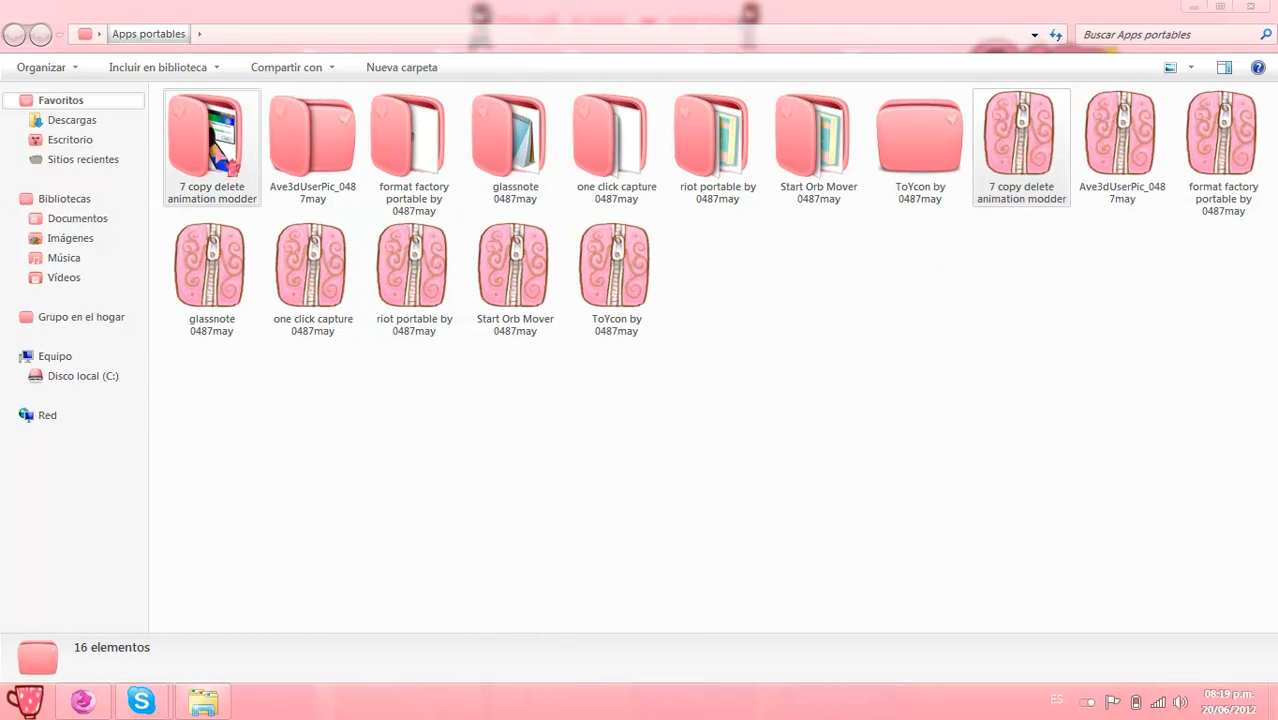 Apps portables
Buscar Apps portables
Organizar
Incluir en biblioteca
Compartir con
Nueva carpeta
Favoritos
Descargas
Escritorio
Sitios recientes
Bibliotecas
Documentos
Imágenes
Música
Vídeos
Grupo en el hogar
Equipo
Disco local (C:)
Red
7 copy delete
animation modder
Ave3dUserPic_048
7may
format factory
portable by
0487may
glassnote
0487may
one click capture
0487may
riot portable by
0487may
Start Orb Mover
0487may
ToYcon by
0487may
7 copy delete
animation modder
Ave3dUserPic_048
7may
format factory
portable by
0487may
glassnote
0487may
one click capture
0487may
riot portable by
0487may
Start Orb Mover
0487may
ToYcon by
0487may
16 elementos
ES
08:19 p.m.
20/06/2012